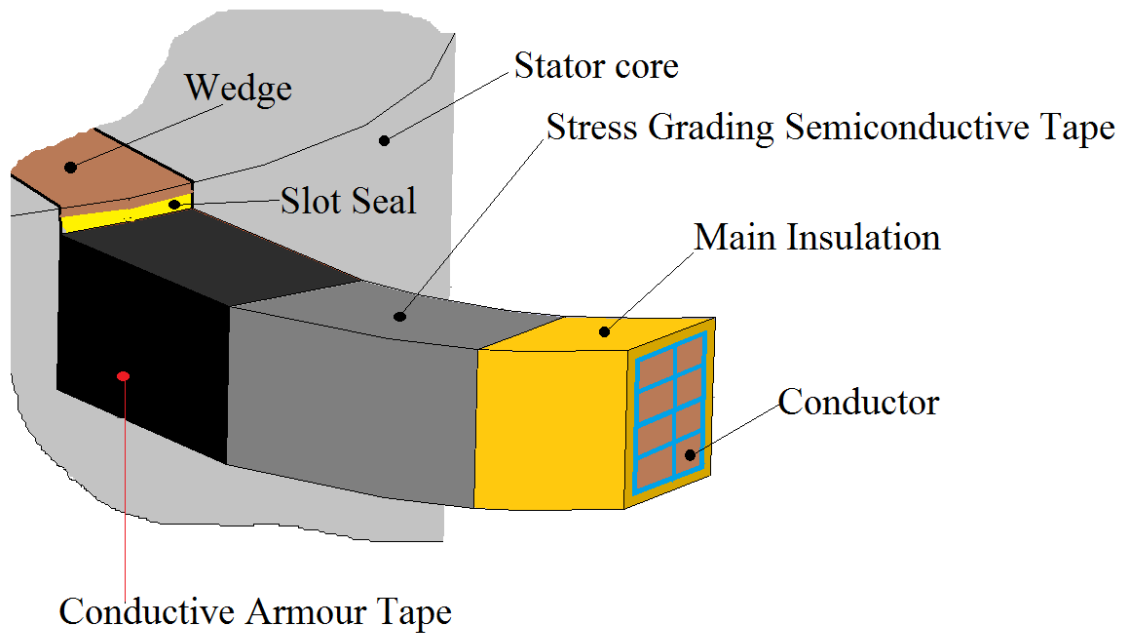 Stator core
Wedge
Stress Grading Semiconductive Tape
Slot Seal
Main Insulation
Conductor
Conductive Armour Tape